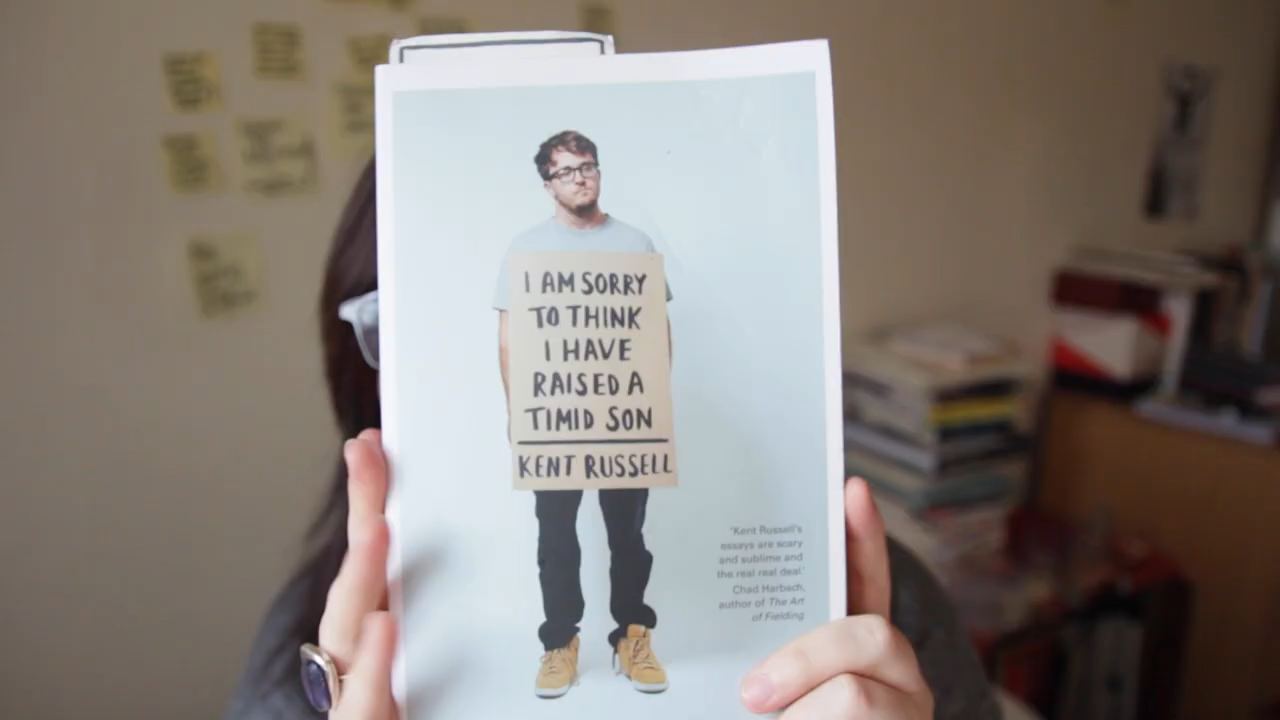 I AM SORRY
TO THINK
I HAVE
RAISED A
TIMID SON
KENT RUSSELL
'Kent Russell's
essays are scary
and sublime and
the real real deal.'
Chad Harbach,
author of The Art
of Fielding